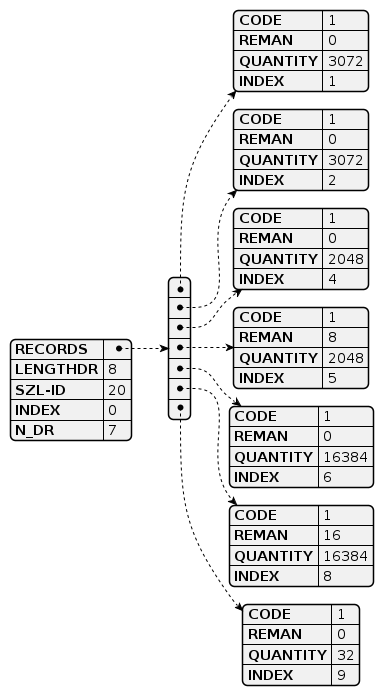 CODE 1
REMAN 0
QUANTITY 3072
INDEX 1
CODE 1
REMAN 0
QUANTITY 3072
INDEX 2
CODE 1
REMAN 0
QUANTITY 2048
INDEX 4
RECORDS
LENGTHDR 8
SZL-ID 20
INDEX 0
N_DR 7
CODE 1
REMAN 8
QUANTITY 2048
INDEX 5
CODE 1
REMAN 0
QUANTITY 16384
INDEX 6
CODE 1
REMAN 16
QUANTITY 16384
INDEX 8
CODE 1
REMAN 0
QUANTITY 32
INDEX 9